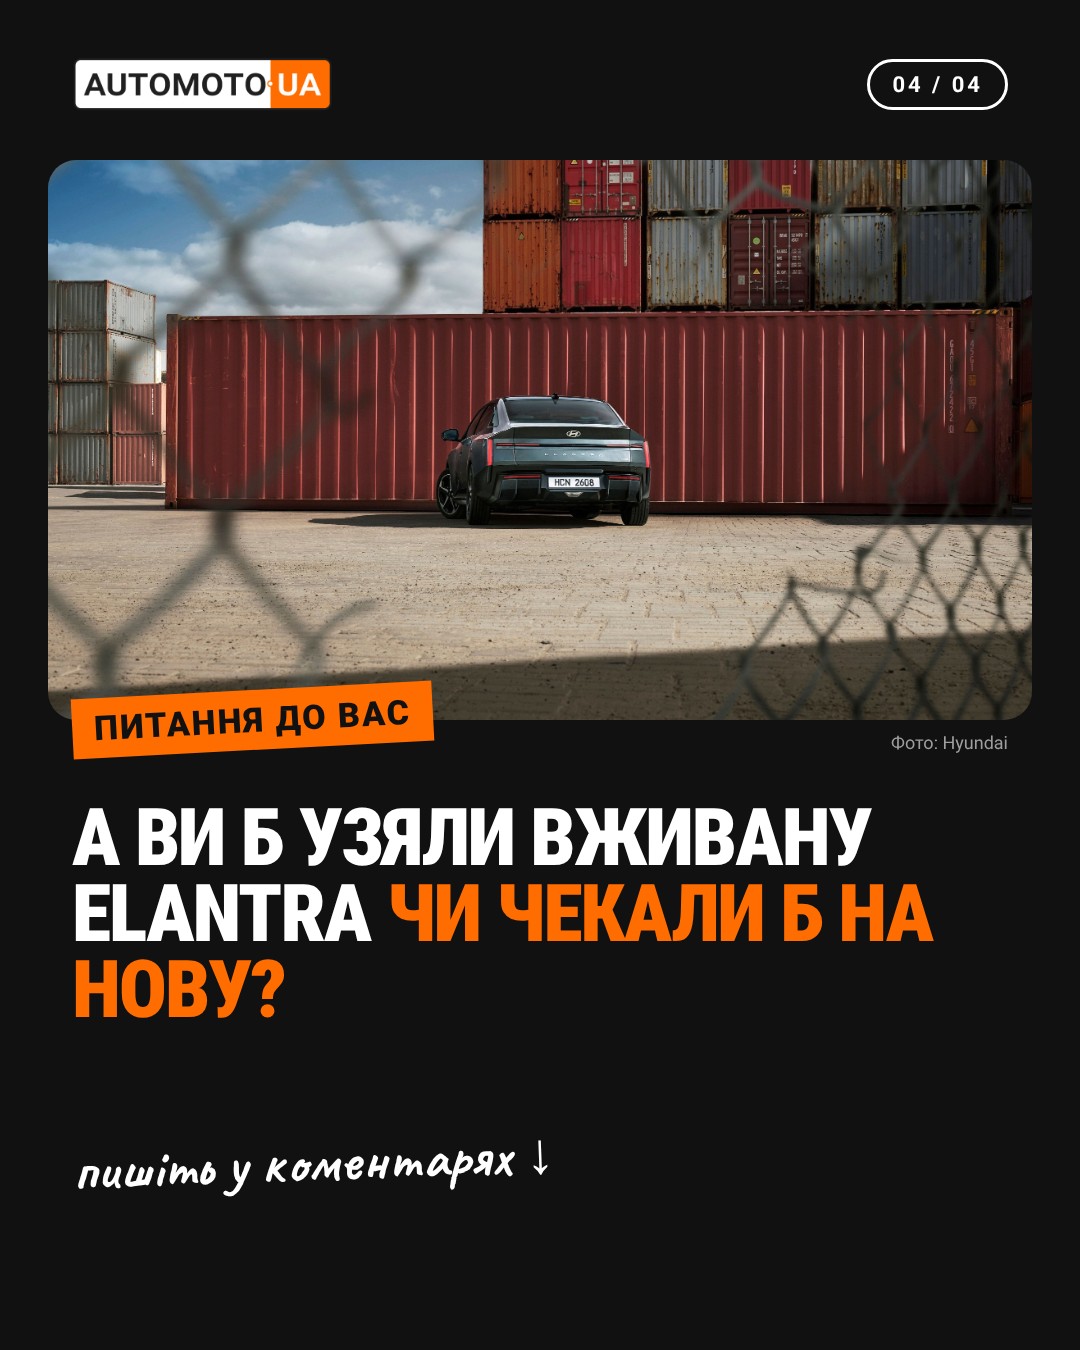 AUTOMOTO UA
04 / 04
HCN 2608
ПИТАННЯ ДО ВАС
Фото: Hyundai
А ВИ Б УЗЯЛИ ВЖИВАНУ
ELANTRA ЧИ ЧЕКАЛИ Б НА
НОВУ?
пишіть у коментарях ↓